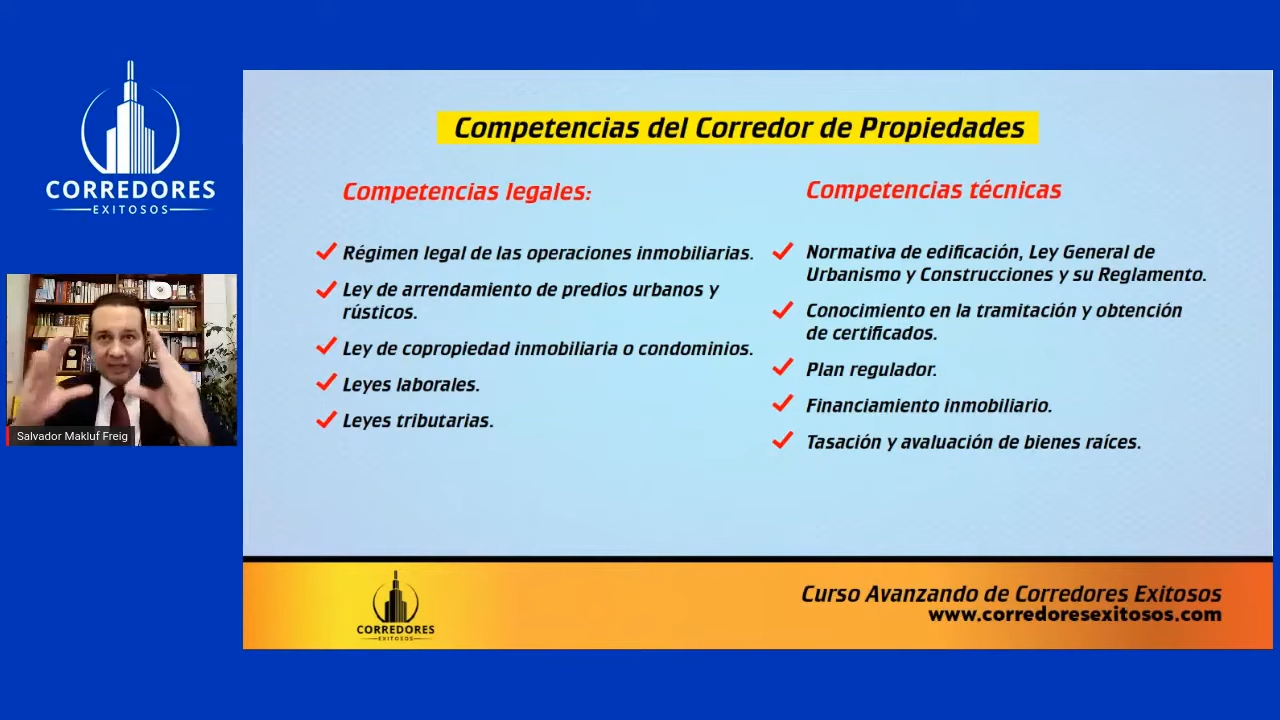 CORREDORES
EXITOSOS
Salvador Makluf Freig
Competencias del Corredor de Propiedades
Competencias legales:
Régimen legal de las operaciones inmobiliarias.
Ley de arrendamiento de predios urbanos y
rústicos.
Ley de copropiedad inmobiliaria o condominios.
Leyes laborales.
Leyes tributarias.
Competencias técnicas
Normativa de edificación, Ley General de
Urbanismo y Construcciones y su Reglamento.
Conocimiento en la tramitación y obtención
de certificados.
Plan regulador.
Financiamiento inmobiliario.
Tasación y avaluación de bienes raíces.
CORREDORES
EXITOSOS
Curso Avanzando de Corredores Exitosos
www.corredoresexitosos.com